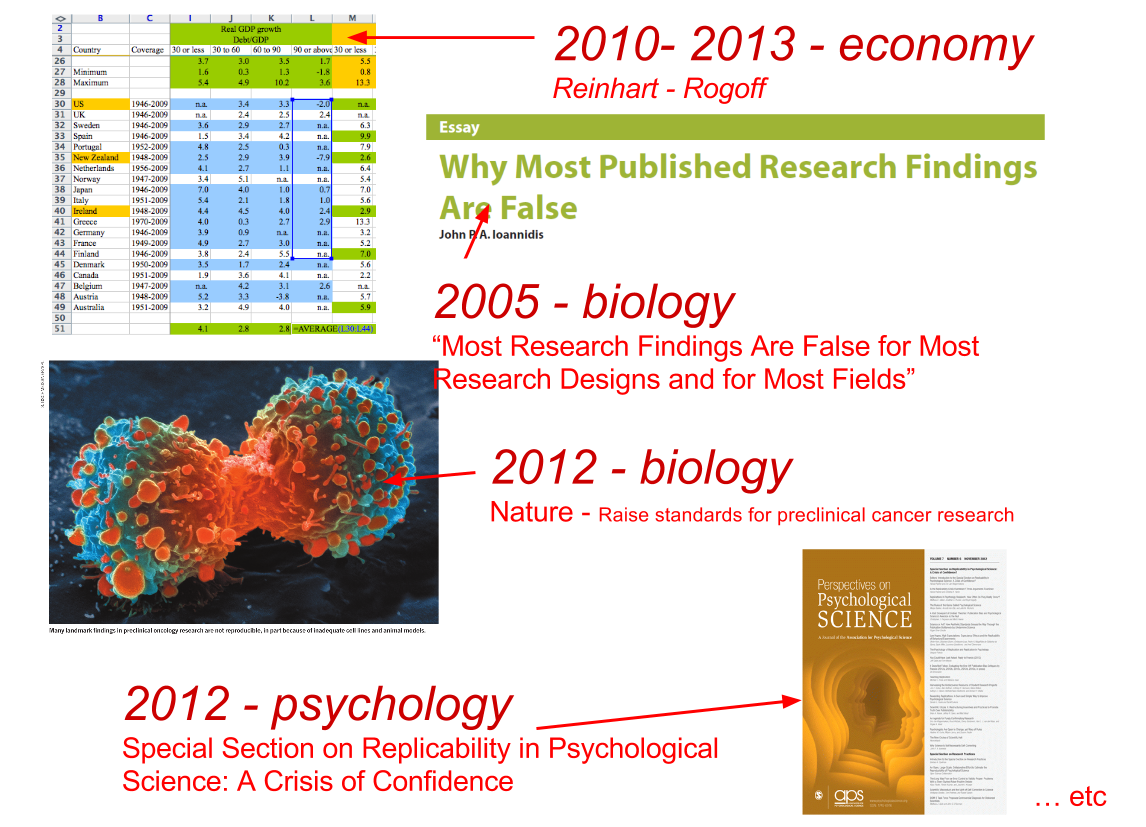 B C I J K L M
2 Real GDP growth
3 Debt/GDP
4 Country Coverage 30 or less 30 to 60 60 to 90 90 or above 30 or less
26 3.7 3.0 3.5 1.7 5.5
27 Minimum 1.6 0.3 1.3 -1.8 0.8
28 Maximum 5.4 4.9 10.2 3.6 13.3
29
30 US 1946-2009 n.a. 3.4 3.3 -2.0 n.a.
31 UK 1946-2009 n.a. 2.4 2.5 2.4 n.a.
32 Sweden 1946-2009 3.6 2.9 2.7 n.a. 6.3
33 Spain 1946-2009 1.5 3.4 4.2 n.a. 9.9
34 Portugal 1952-2009 4.8 2.5 0.3 n.a. 7.9
35 New Zealand 1948-2009 2.5 2.9 3.9 -7.9 2.6
36 Netherlands 1956-2009 4.1 2.7 1.1 n.a. 6.4
37 Norway 1947-2009 3.4 5.1 n.a. n.a. 5.4
38 Japan 1946-2009 7.0 4.0 1.0 0.7 7.0
39 Italy 1951-2009 5.4 2.1 1.8 1.0 5.6
40 Ireland 1948-2009 4.4 4.5 4.0 2.4 2.9
41 Greece 1970-2009 4.0 0.3 2.7 2.9 13.3
42 Germany 1946-2009 3.9 0.9 n.a. n.a. 3.2
43 France 1949-2009 4.9 2.7 3.0 n.a. 5.2
44 Finland 1946-2009 3.8 2.4 5.5 n.a. 7.0
45 Denmark 1950-2009 3.5 1.7 2.4 n.a. 5.6
46 Canada 1951-2009 1.9 3.6 4.1 n.a. 2.2
47 Belgium 1947-2009 n.a. 4.2 3.1 2.6 n.a.
48 Austria 1948-2009 5.2 3.3 -3.8 n.a. 5.7
49 Australia 1951-2009 3.2 4.9 4.0 n.a. 5.9
50
51 4.1 2.8 2.8 =AVERAGE(L30:L44)
2010- 2013 - economy
Reinhart - Rogoff
Essay
Why Most Published Research Findings
Are False
John P. A. Ioannidis
2005 - biology
“Most Research Findings Are False for Most
Research Designs and for Most Fields”
2012 - biology
Nature - Raise standards for preclinical cancer research
Many landmark findings in preclinical oncology research are not reproducible, in part because of inadequate cell lines and animal models.
2012 - psychology
Special Section on Replicability in Psychological
Science: A Crisis of Confidence
Perspectives on
Psychological
SCIENCE
A Journal of the Association for Psychological Science
aps
… etc